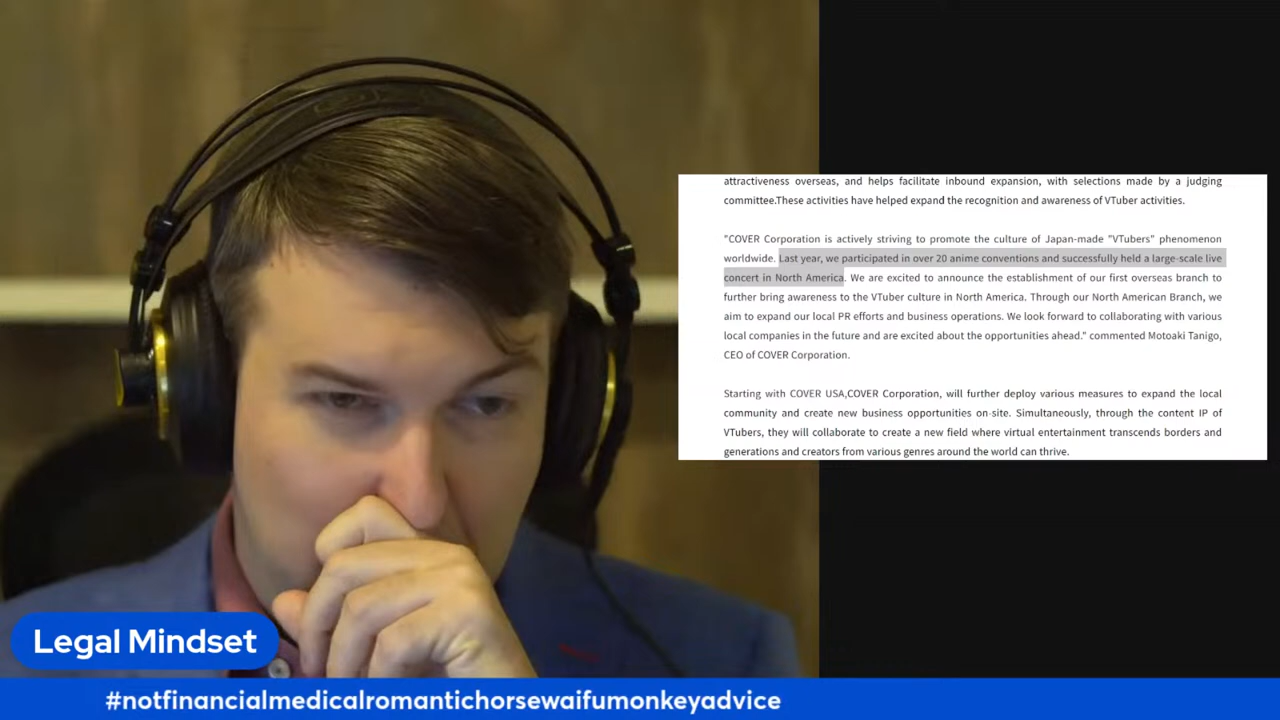 attractiveness overseas, and helps facilitate inbound expansion, with selections made by a judging
committee.These activities have helped expand the recognition and awareness of VTuber activities.
"COVER Corporation is actively striving to promote the culture of Japan-made "VTubers" phenomenon
worldwide. Last year, we participated in over 20 anime conventions and successfully held a large-scale live
concert in North America. We are excited to announce the establishment of our first overseas branch to
further bring awareness to the VTuber culture in North America. Through our North American Branch, we
aim to expand our local PR efforts and business operations. We look forward to collaborating with various
local companies in the future and are excited about the opportunities ahead." commented Motoaki Tanigo,
CEO of COVER Corporation.
Starting with COVER USA,COVER Corporation, will further deploy various measures to expand the local
community and create new business opportunities on-site. Simultaneously, through the content IP of
VTubers, they will collaborate to create a new field where virtual entertainment transcends borders and
generations and creators from various genres around the world can thrive.
Legal Mindset
#notfinancialmedicalromantichorsewaifumonkeyadvice